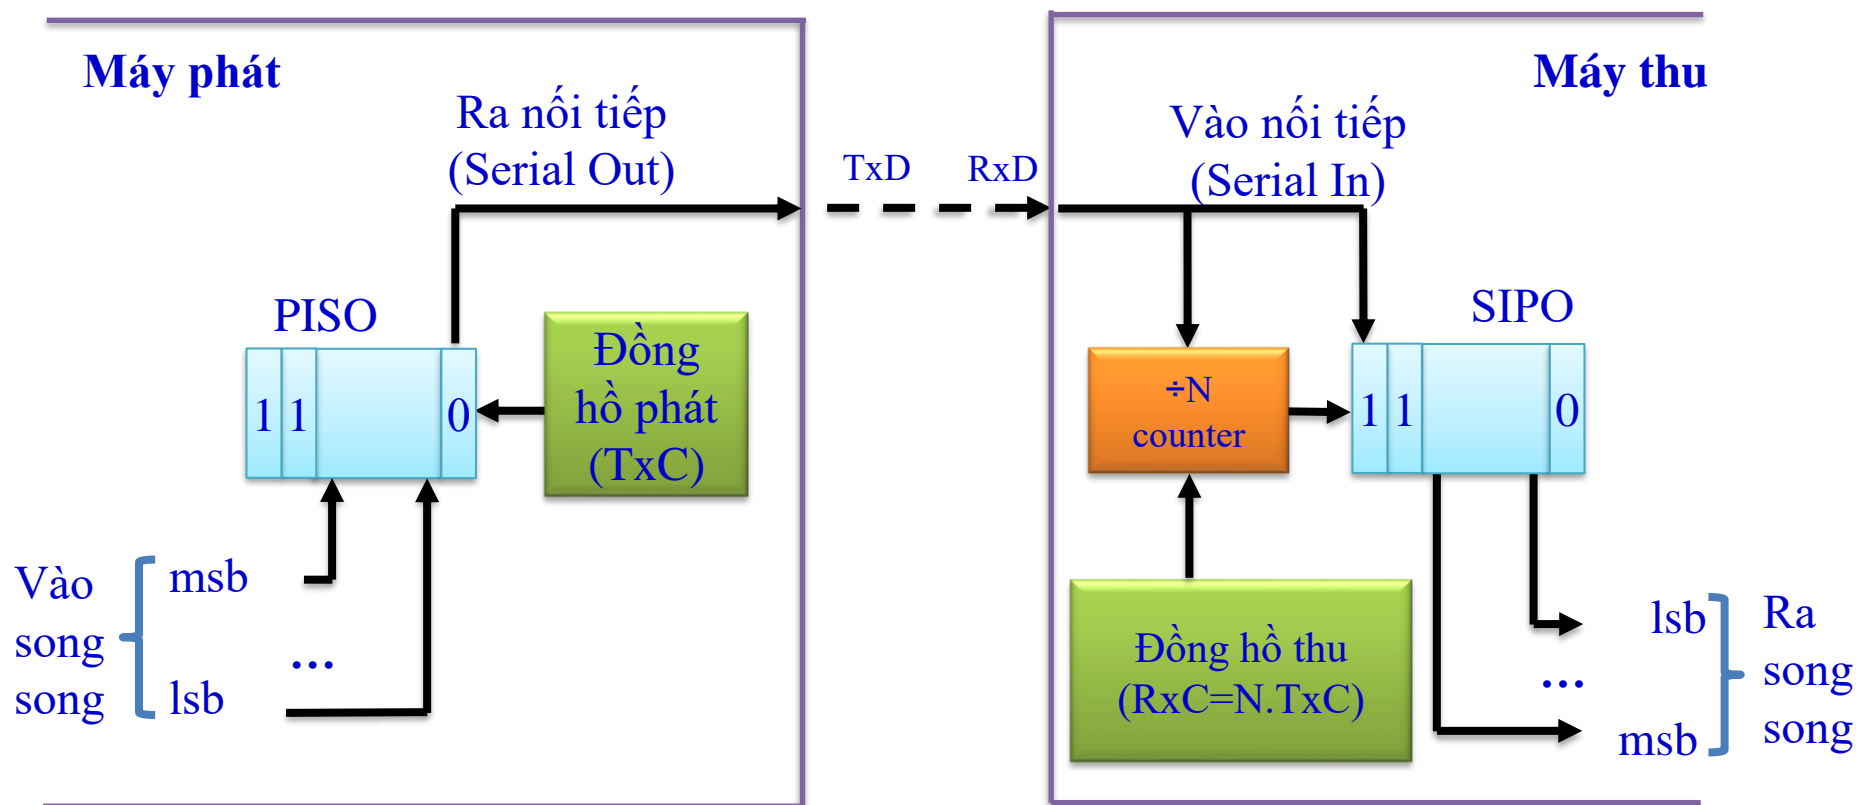 Máy phát
Ra nối tiếp
(Serial Out)
PISO
1 1 0
Đồng
hồ phát
(TxC)
Vào
song
song
msb
...
lsb
TxD
RxD
Máy thu
Vào nối tiếp
(Serial In)
SIPO
÷N
counter
1 1 0
Đồng hồ thu
(RxC=N.TxC)
lsb
...
msb
Ra
song
song